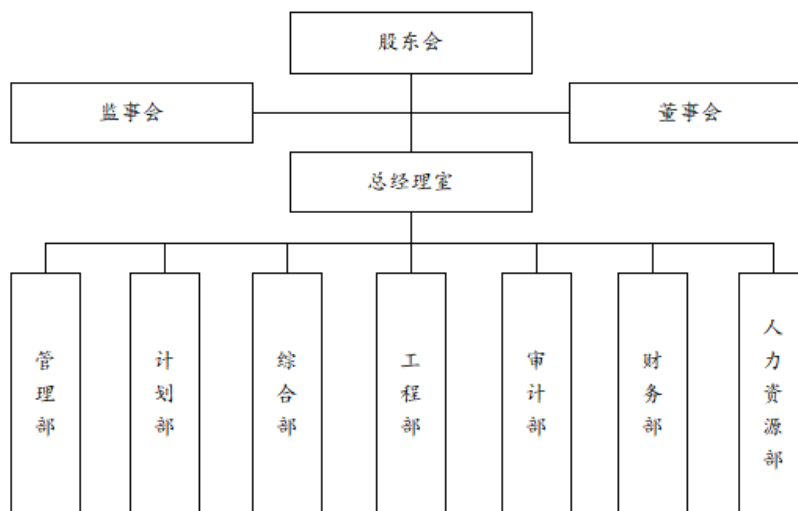 股东会
监事会
董事会
总经理室
管理部
计划部
综合部
工程部
审计部
财务部
人力资源部